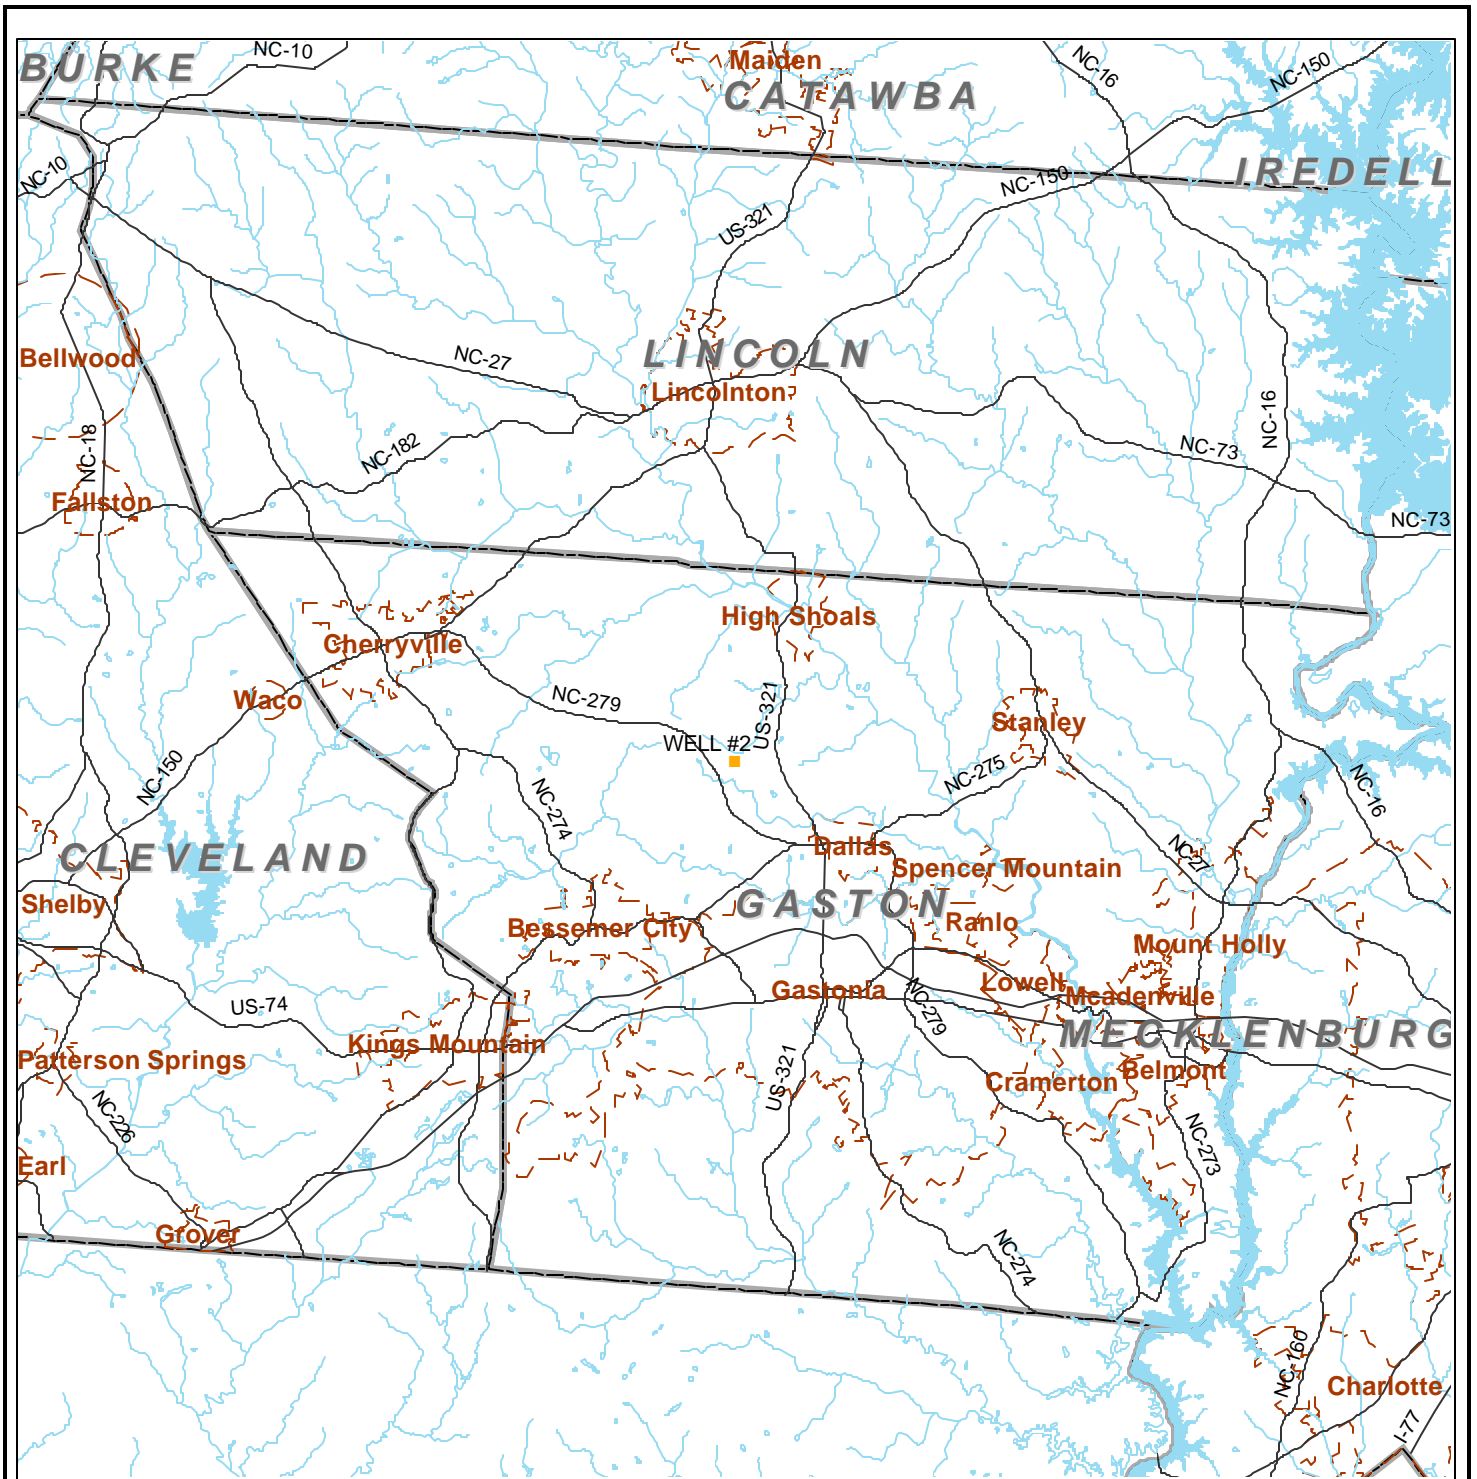 NC-10
BURKE
Maiden
NC-16
NC-150
CATAWBA
NC-10
IREDELL
NC-150
US-321
Bellwood
NC-27
LINCOLN
Lincolnton
NC-16
NC-18
NC-182
NC-73
Fallston
NC-73
High Shoals
Cherryville
Waco
NC-279
US-321
Stanley
WELL #2
NC-150
NC-275
NC-16
NC-274
Dallas
NC-27
CLEVELAND
Spencer Mountain
Shelby
GASTON
Bessemer City
Ranlo
Mount Holly
Gastonia
Lowell
Mcadenville
US-74
NC-279
MECKLENBURG
Kings Mountain
Patterson Springs
US-321
Cramerton
Belmont
NC-226
NC-273
Earl
Grover
NC-274
NC-160
Charlotte
I-77